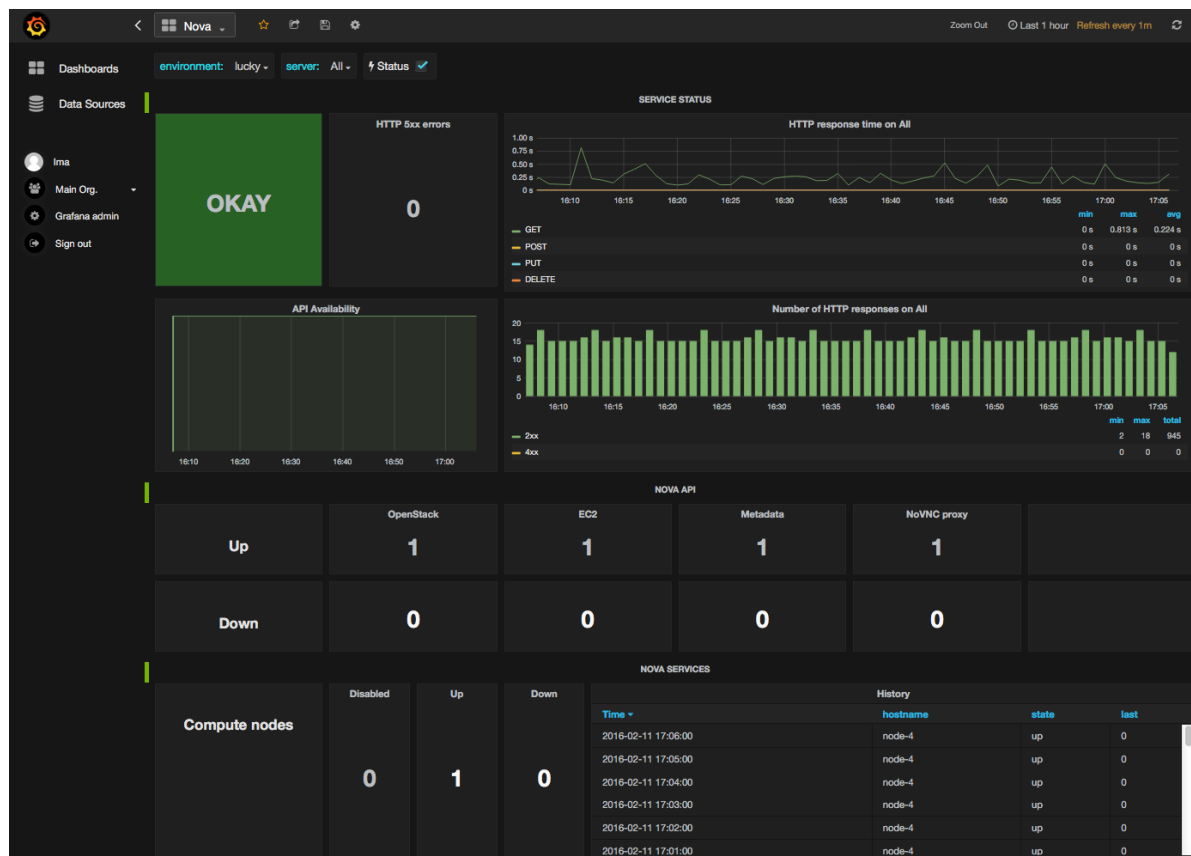 Nova
Zoom Out
Last 1 hour Refresh every 1m
Dashboards
Data Sources
lma
Main Org.
Grafana admin
Sign out
environment: lucky
server: All
Status
SERVICE STATUS
OKAY
HTTP 5xx errors
0
HTTP response time on All
1.00 s
0.75 s
0.50 s
0.25 s
0 s
16:10 16:15 16:20 16:25 16:30 16:35 16:40 16:45 16:50 16:55 17:00 17:05
min max avg
GET 0 s 0.813 s 0.224 s
POST 0 s 0 s 0 s
PUT 0 s 0 s 0 s
DELETE 0 s 0 s 0 s
API Availability
16:10 16:20 16:30 16:40 16:50 17:00
Number of HTTP responses on All
20
15
10
5
0
16:10 16:15 16:20 16:25 16:30 16:35 16:40 16:45 16:50 16:55 17:00 17:05
min max total
2xx 2 18 945
4xx 0 0 0
NOVA API
OpenStack EC2 Metadata NoVNC proxy
Up 1 1 1 1
Down 0 0 0 0
NOVA SERVICES
Compute nodes
Disabled
0
Up
1
Down
0
History
Time hostname state last
2016-02-11 17:06:00 node-4 up 0
2016-02-11 17:05:00 node-4 up 0
2016-02-11 17:04:00 node-4 up 0
2016-02-11 17:03:00 node-4 up 0
2016-02-11 17:02:00 node-4 up 0
2016-02-11 17:01:00 node-4 up 0